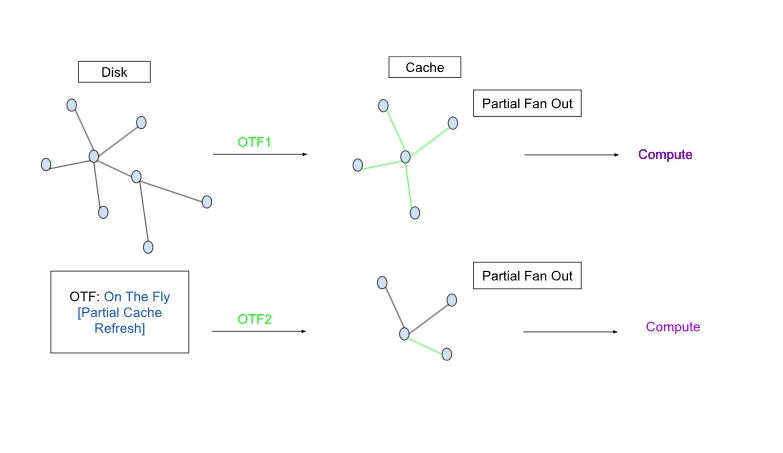 Disk
Cache
Partial Fan Out
OTF1
Compute
OTF: On The Fly
[Partial Cache
Refresh]
Partial Fan Out
OTF2
Compute